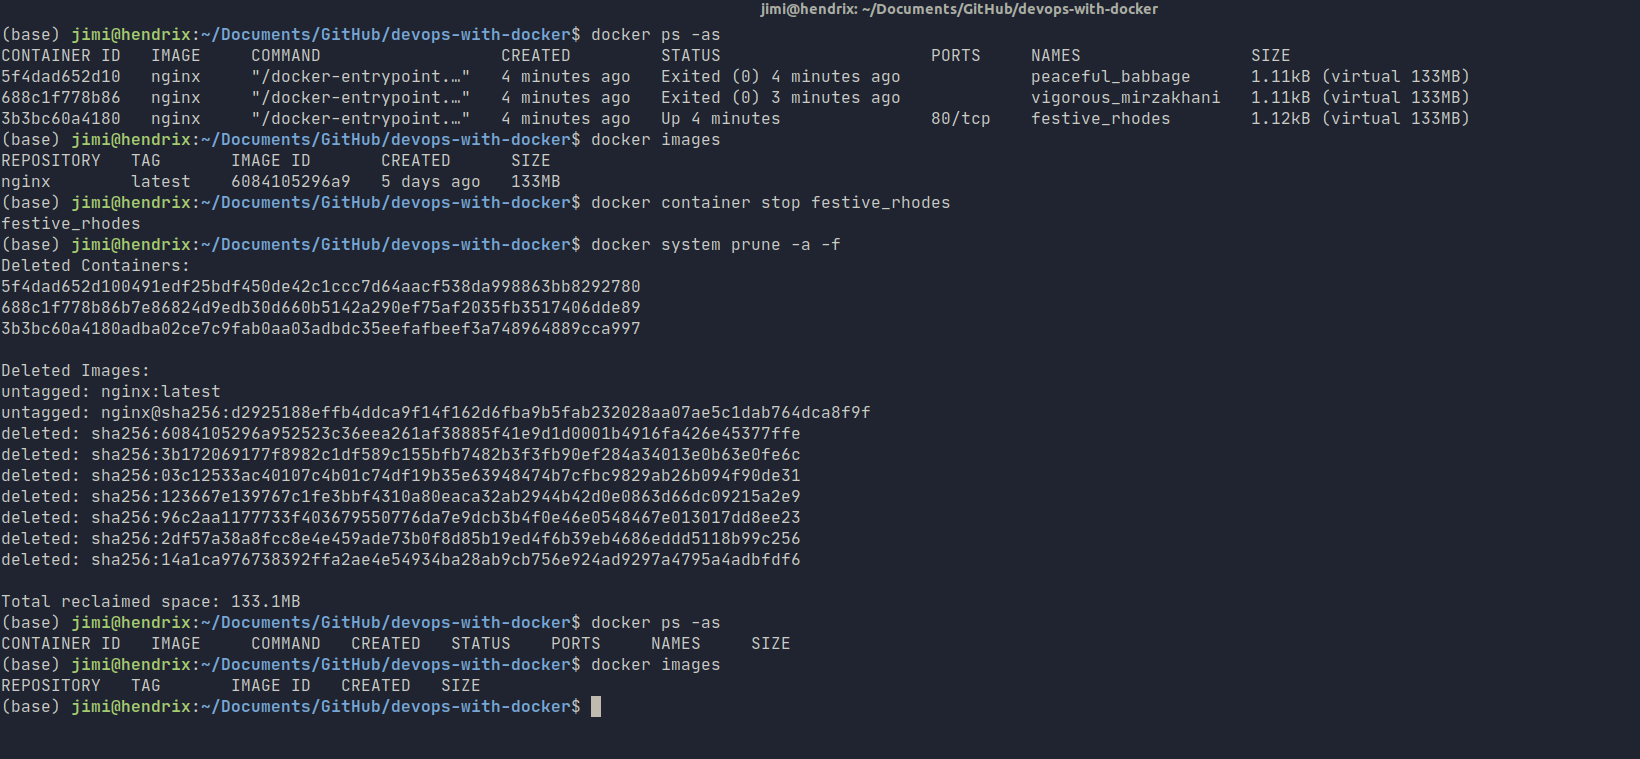 jimi@hendrix: ~/Documents/GitHub/devops-with-docker
(base) jimi@hendrix:~/Documents/GitHub/devops-with-docker$ docker ps -as
CONTAINER ID   IMAGE     COMMAND                  CREATED         STATUS                     PORTS     NAMES                 SIZE
5f4dad652d10   nginx     "/docker-entrypoint.…"   4 minutes ago   Exited (0) 4 minutes ago             peaceful_babbage      1.11kB (virtual 133MB)
688c1f778b86   nginx     "/docker-entrypoint.…"   4 minutes ago   Exited (0) 3 minutes ago             vigorous_mirzakhani   1.11kB (virtual 133MB)
3b3bc60a4180   nginx     "/docker-entrypoint.…"   4 minutes ago   Up 4 minutes               80/tcp    festive_rhodes        1.12kB (virtual 133MB)
(base) jimi@hendrix:~/Documents/GitHub/devops-with-docker$ docker images
REPOSITORY   TAG       IMAGE ID       CREATED      SIZE
nginx        latest    6084105296a9   5 days ago   133MB
(base) jimi@hendrix:~/Documents/GitHub/devops-with-docker$ docker container stop festive_rhodes
festive_rhodes
(base) jimi@hendrix:~/Documents/GitHub/devops-with-docker$ docker system prune -a -f
Deleted Containers:
5f4dad652d100491edf25bdf450de42c1ccc7d64aacf538da998863bb8292780
688c1f778b86b7e86824d9edb30d660b5142a290ef75af2035fb3517406dde89
3b3bc60a4180adba02ce7c9fab0aa03adbdc35eefafbeef3a748964889cca997

Deleted Images:
untagged: nginx:latest
untagged: nginx@sha256:d2925188effb4ddca9f14f162d6fba9b5fab232028aa07ae5c1dab764dca8f9f
deleted: sha256:6084105296a952523c36eea261af38885f41e9d1d0001b4916fa426e45377ffe
deleted: sha256:3b172069177f8982c1df589c155bfb7482b3f3fb90ef284a34013e0b63e0fe6c
deleted: sha256:03c12533ac40107c4b01c74df19b35e63948474b7cfbc9829ab26b094f90de31
deleted: sha256:123667e139767c1fe3bbf4310a80eaca32ab2944b42d0e0863d66dc09215a2e9
deleted: sha256:96c2aa1177733f403679550776da7e9dcb3b4f0e46e0548467e013017dd8ee23
deleted: sha256:2df57a38a8fcc8e4e459ade73b0f8d85b19ed4f6b39eb4686eddd5118b99c256
deleted: sha256:14a1ca976738392ffa2ae4e54934ba28ab9cb756e924ad9297a4795a4adbfdf6

Total reclaimed space: 133.1MB
(base) jimi@hendrix:~/Documents/GitHub/devops-with-docker$ docker ps -as
CONTAINER ID   IMAGE     COMMAND   CREATED   STATUS    PORTS     NAMES     SIZE
(base) jimi@hendrix:~/Documents/GitHub/devops-with-docker$ docker images
REPOSITORY   TAG       IMAGE ID   CREATED   SIZE
(base) jimi@hendrix:~/Documents/GitHub/devops-with-docker$